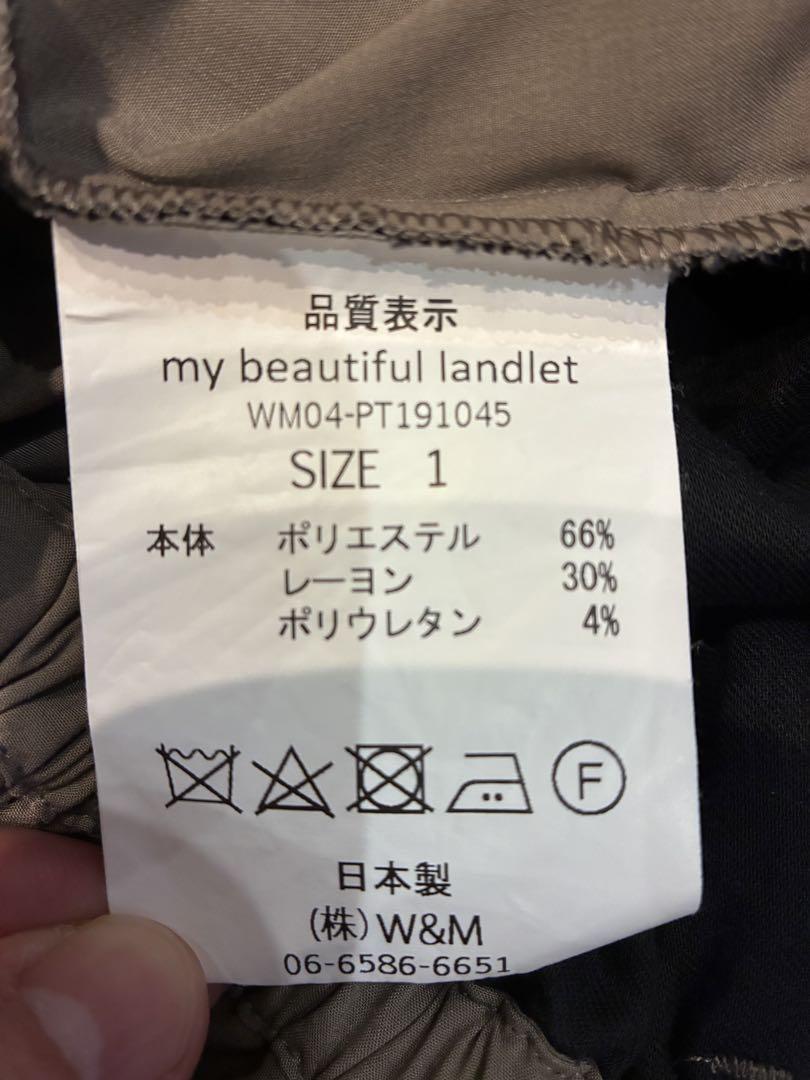 品質表示
my beautiful landlet
WM04-PT191045
SIZE 1
本体 ポリエステル 66%
レーヨン 30%
ポリウレタン 4%
F
日本製
(株)W&M
06-6586-6651